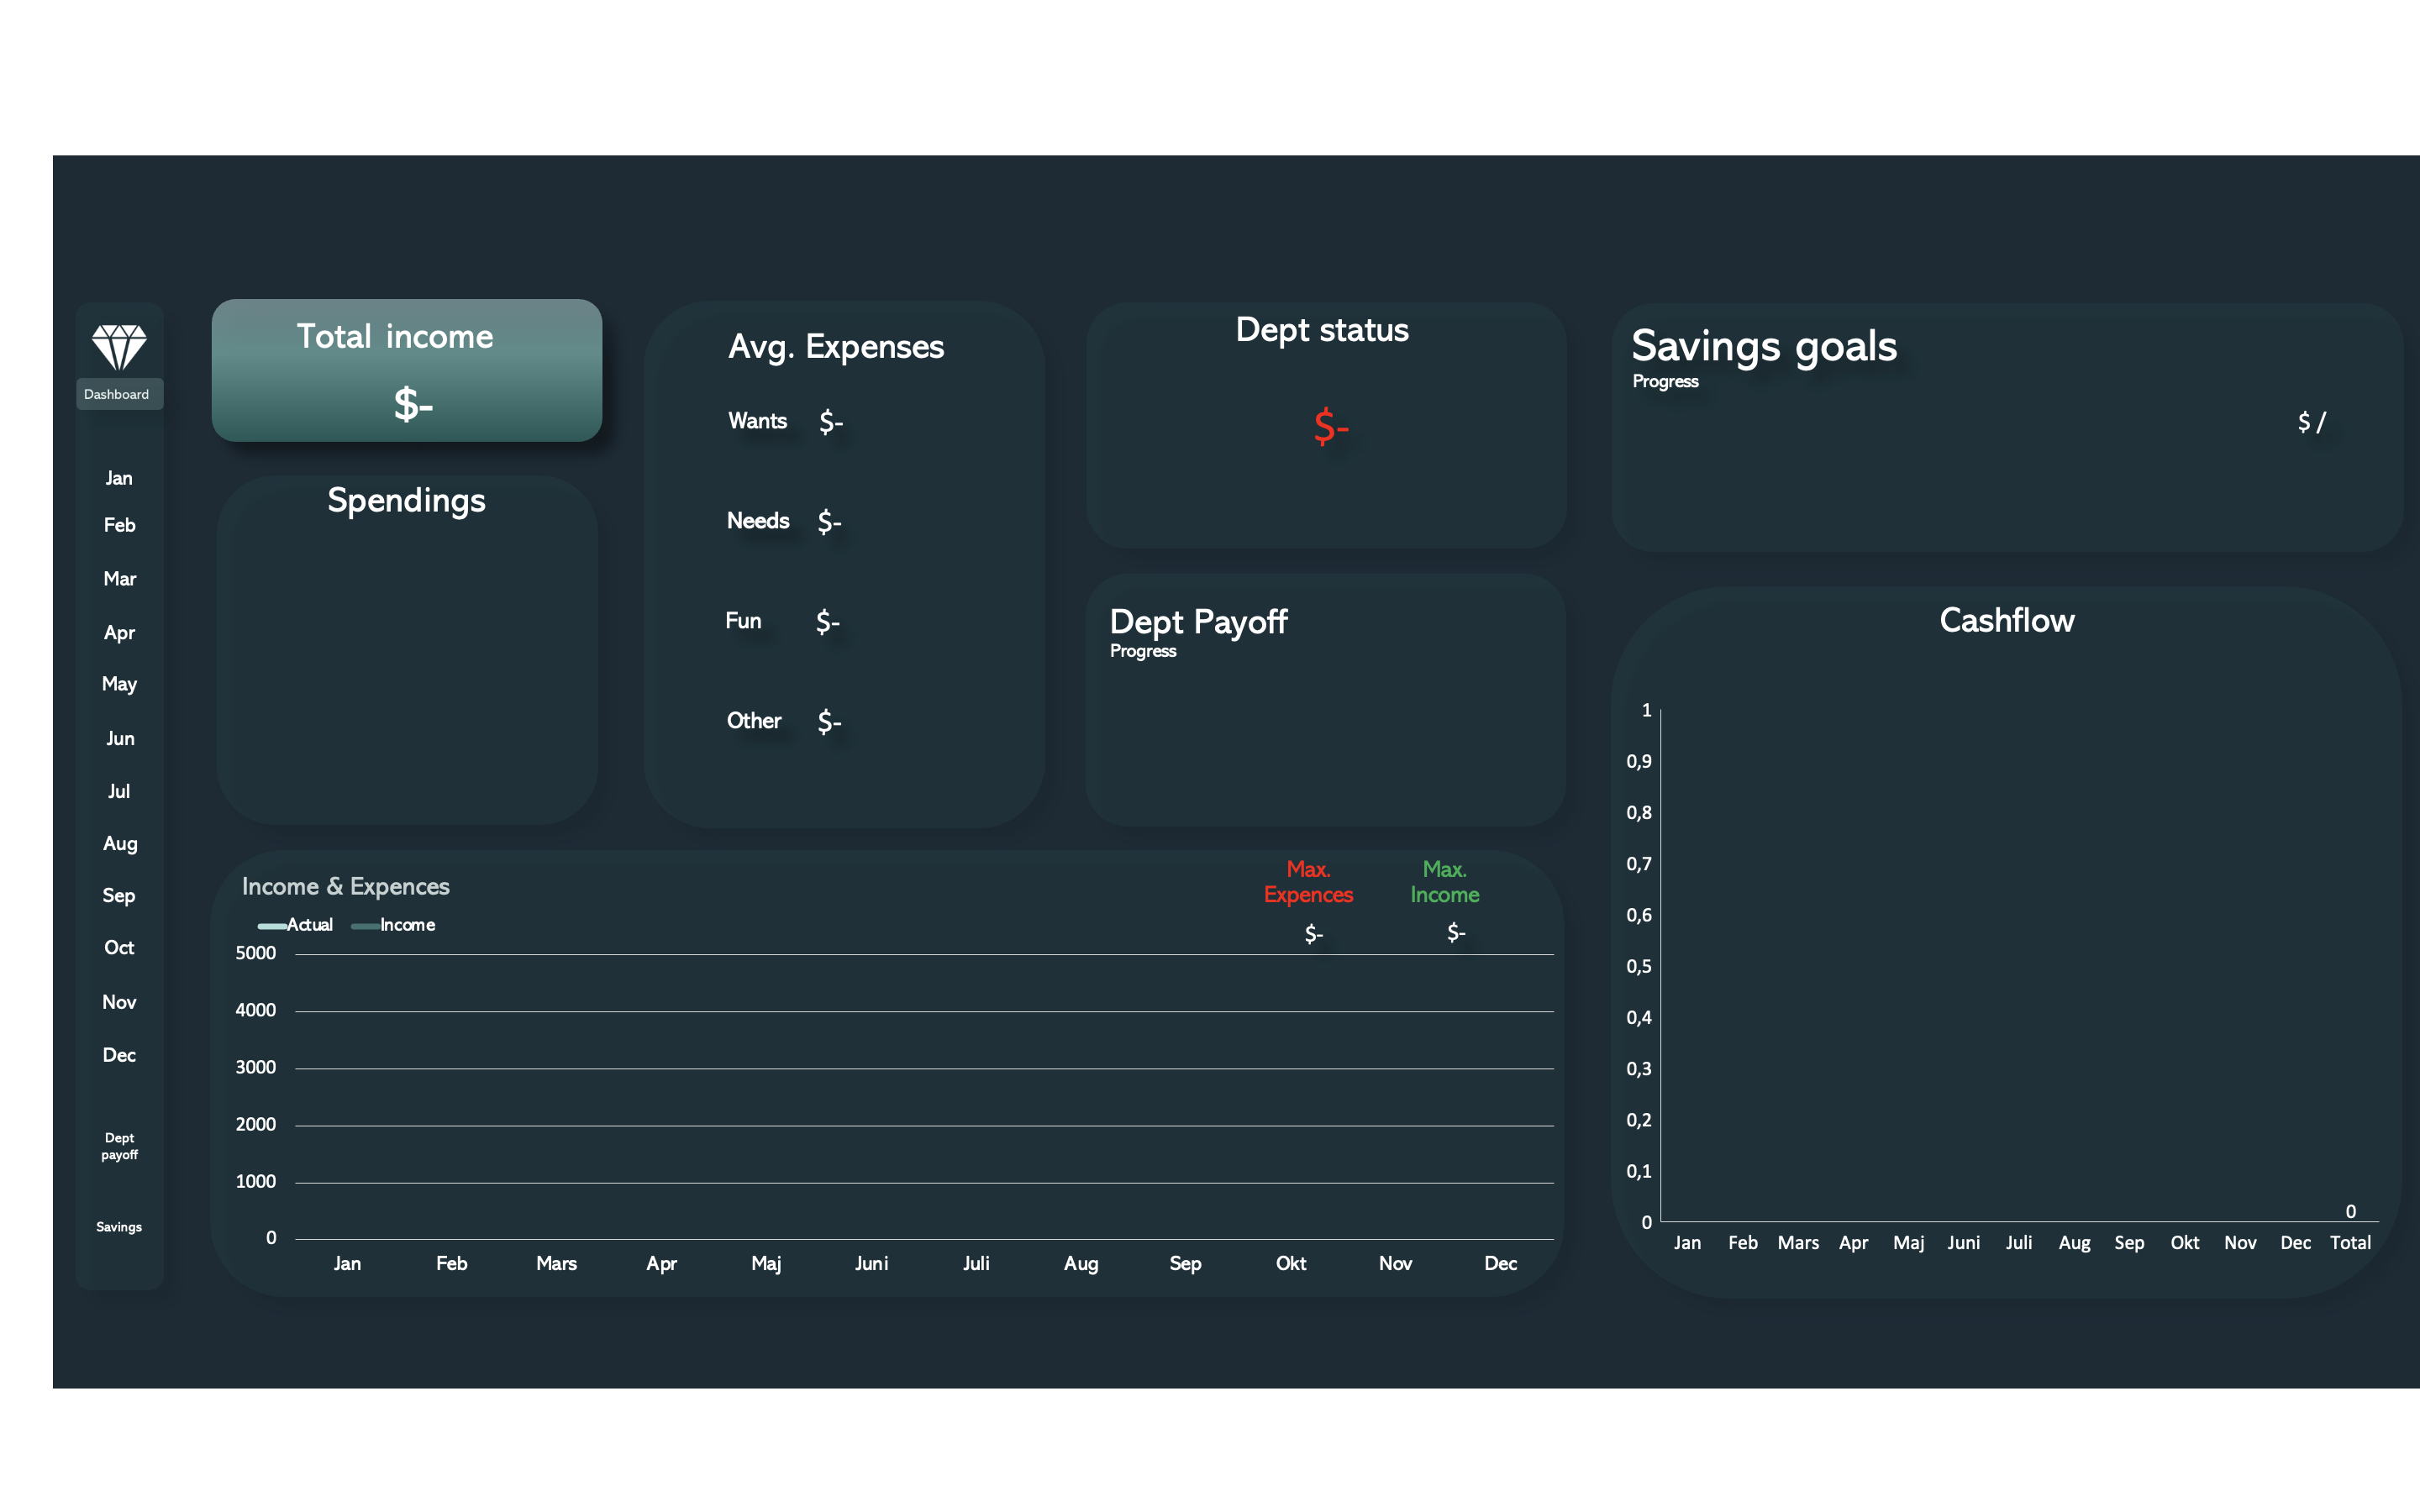 Dashboard
Jan
Feb
Mar
Apr
May
Jun
Jul
Aug
Sep
Oct
Nov
Dec
Dept
payoff
Savings
Total income
$-
Spendings
Avg. Expenses
Wants $-
Needs $-
Fun $-
Other $-
Dept status
$-
Dept Payoff
Progress
Savings goals
Progress
$ /
Income & Expences
Actual Income
Max.
Expences
$-
Max.
Income
$-
5000
4000
3000
2000
1000
0
Jan Feb Mars Apr Maj Juni Juli Aug Sep Okt Nov Dec
Cashflow
1
0,9
0,8
0,7
0,6
0,5
0,4
0,3
0,2
0,1
0
0
Jan Feb Mars Apr Maj Juni Juli Aug Sep Okt Nov Dec Total